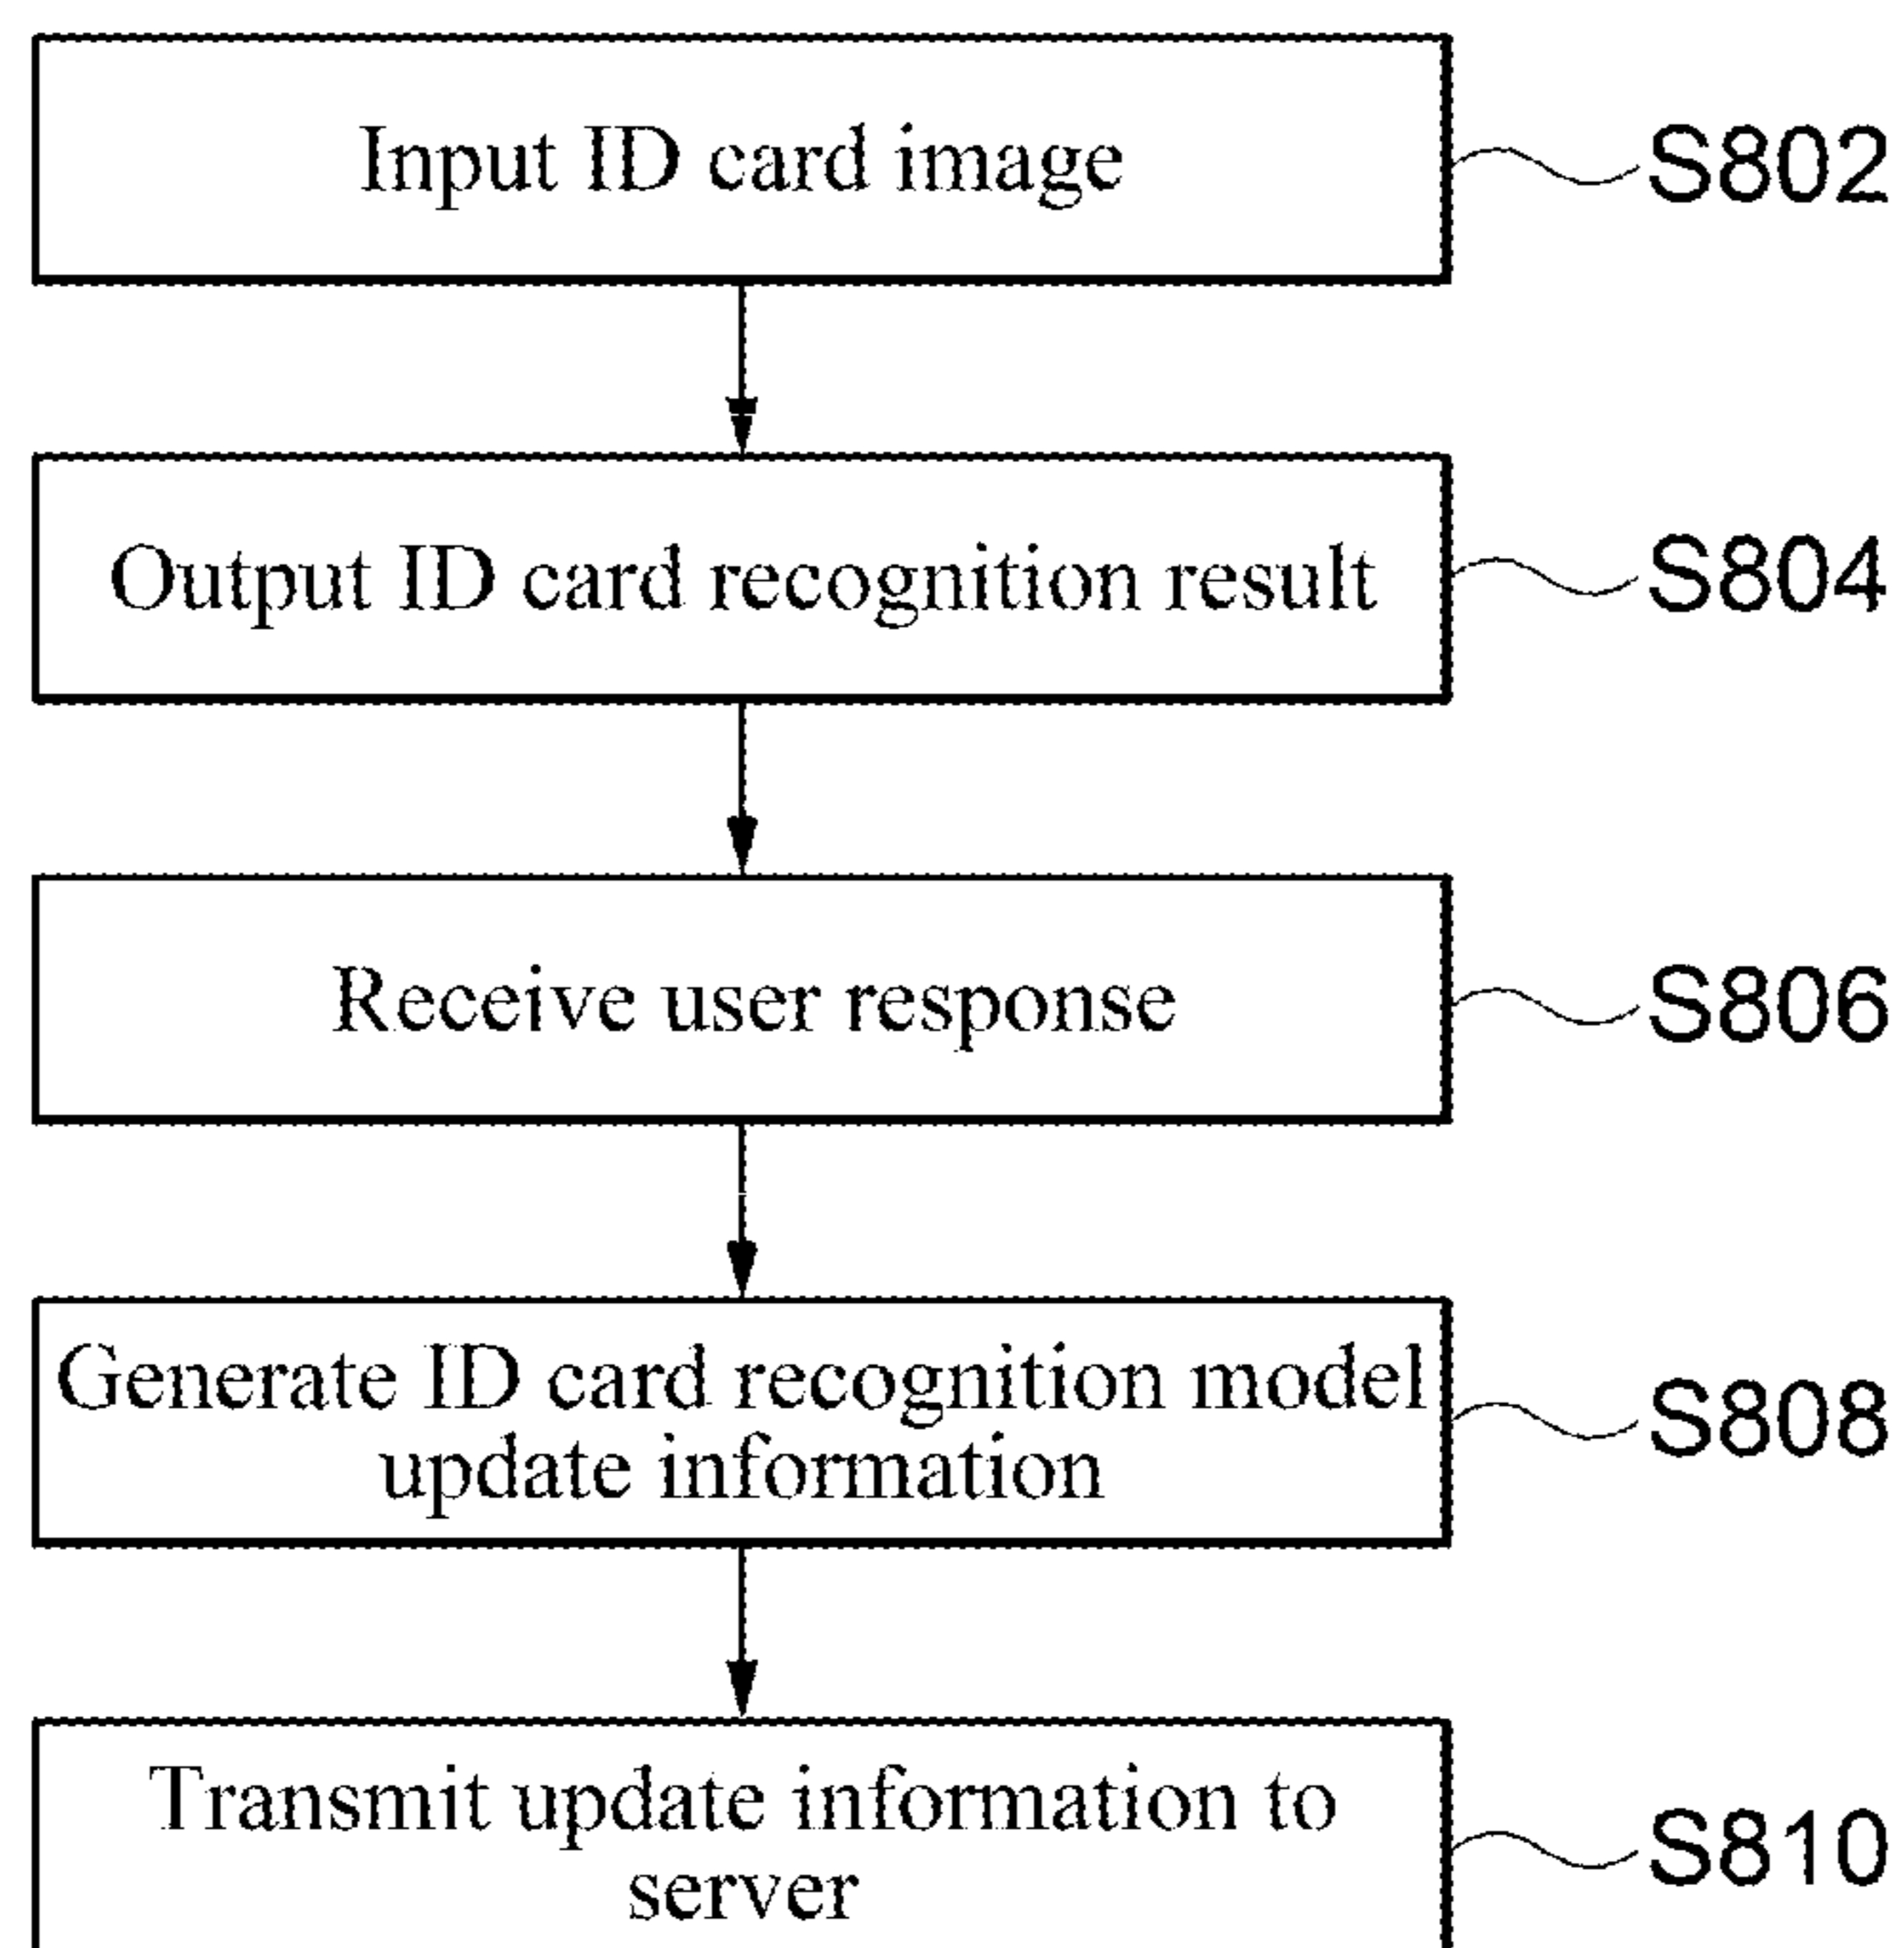 Input ID card image
S802
Output ID card recognition result
S804
Receive user response
S806
Generate ID card recognition model
update information
S808
Transmit update information to
server
S810